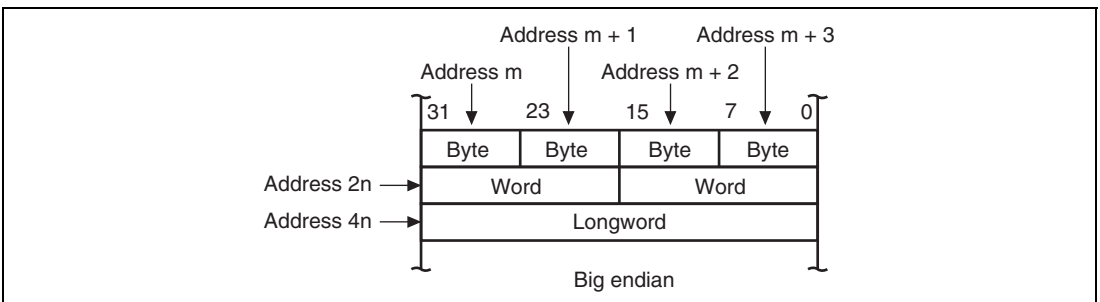 Address m + 1 Address m + 3
Address m Address m + 2
31 23 15 7 0
Byte Byte Byte Byte
Address 2n Word Word
Address 4n Longword
Big endian